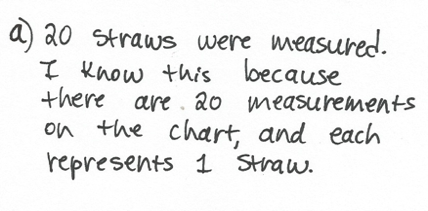 a) 20 straws were measured.
I know this because
there are 20 measurements
on the chart, and each
represents 1 straw.